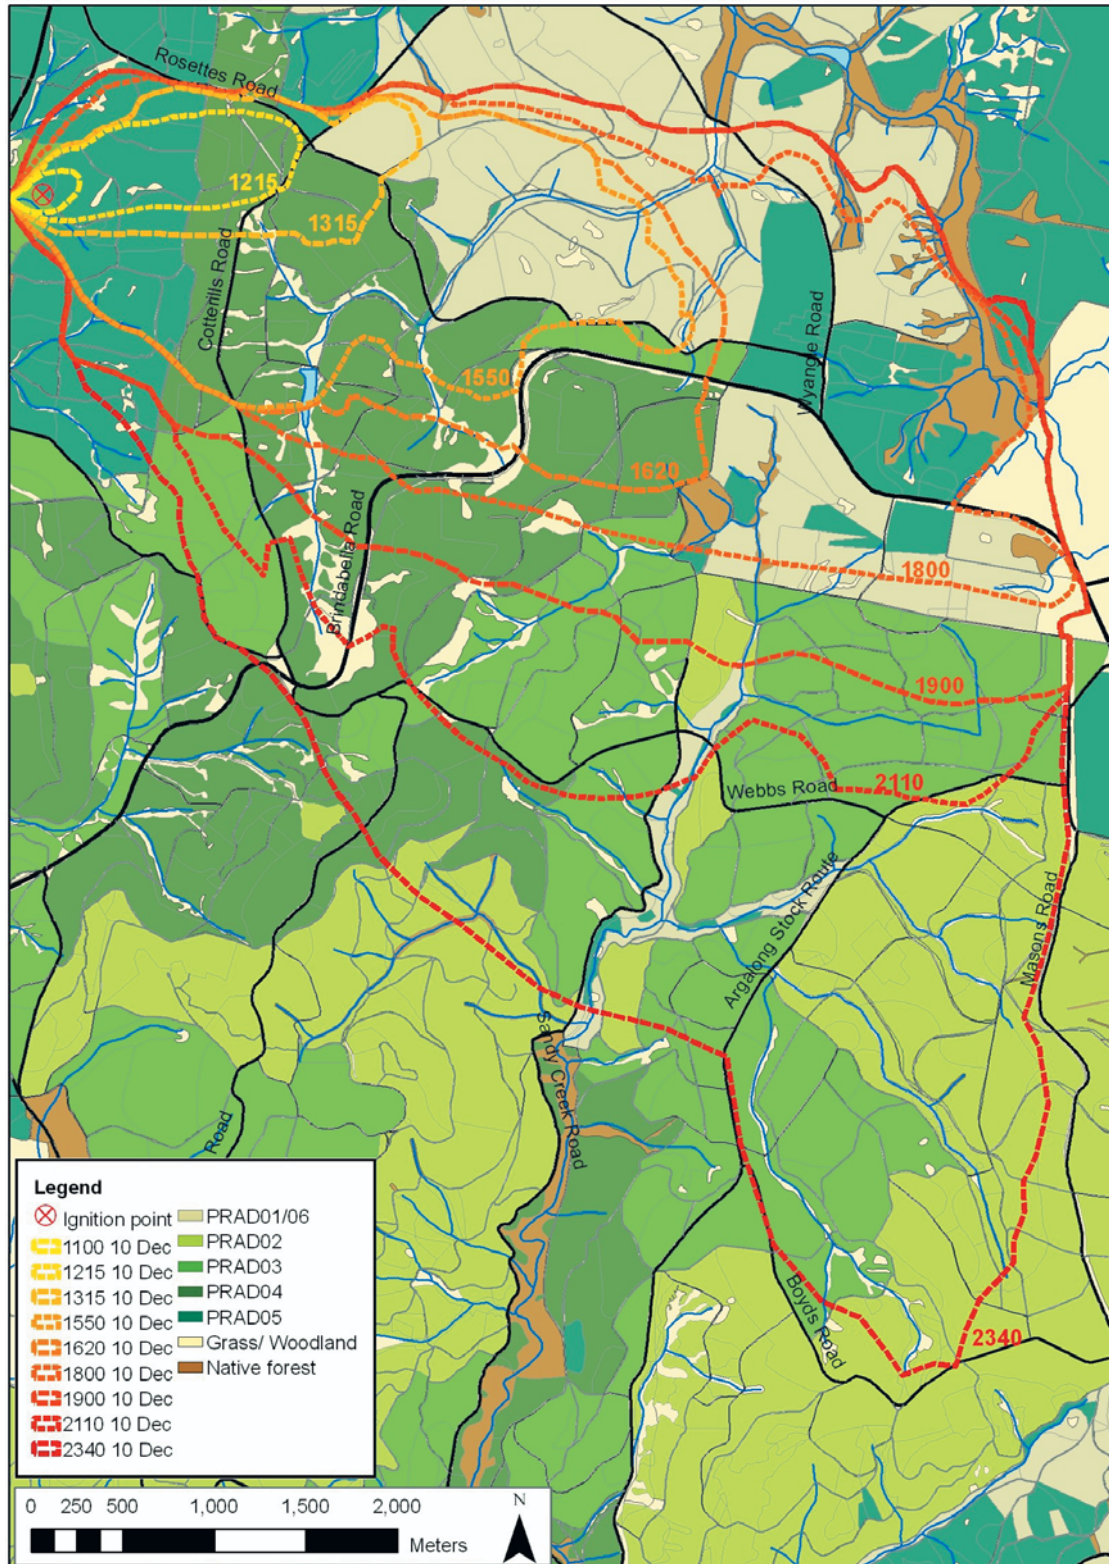 Rosettes Road
1215
1315
Cotterills Road
1550
Wyangle Road
1620
Brindabella Road
1800
1900
2110
Webbs Road
Argalong Stock Route
Masons Road
Sandy Creek Road
Road
Boyds Road
2340
Legend
Ignition point
1100 10 Dec
1215 10 Dec
1315 10 Dec
1550 10 Dec
1620 10 Dec
1800 10 Dec
1900 10 Dec
2110 10 Dec
2340 10 Dec
PRAD01/06
PRAD02
PRAD03
PRAD04
PRAD05
Grass/ Woodland
Native forest
0 250 500 1,000 1,500 2,000
Meters
N